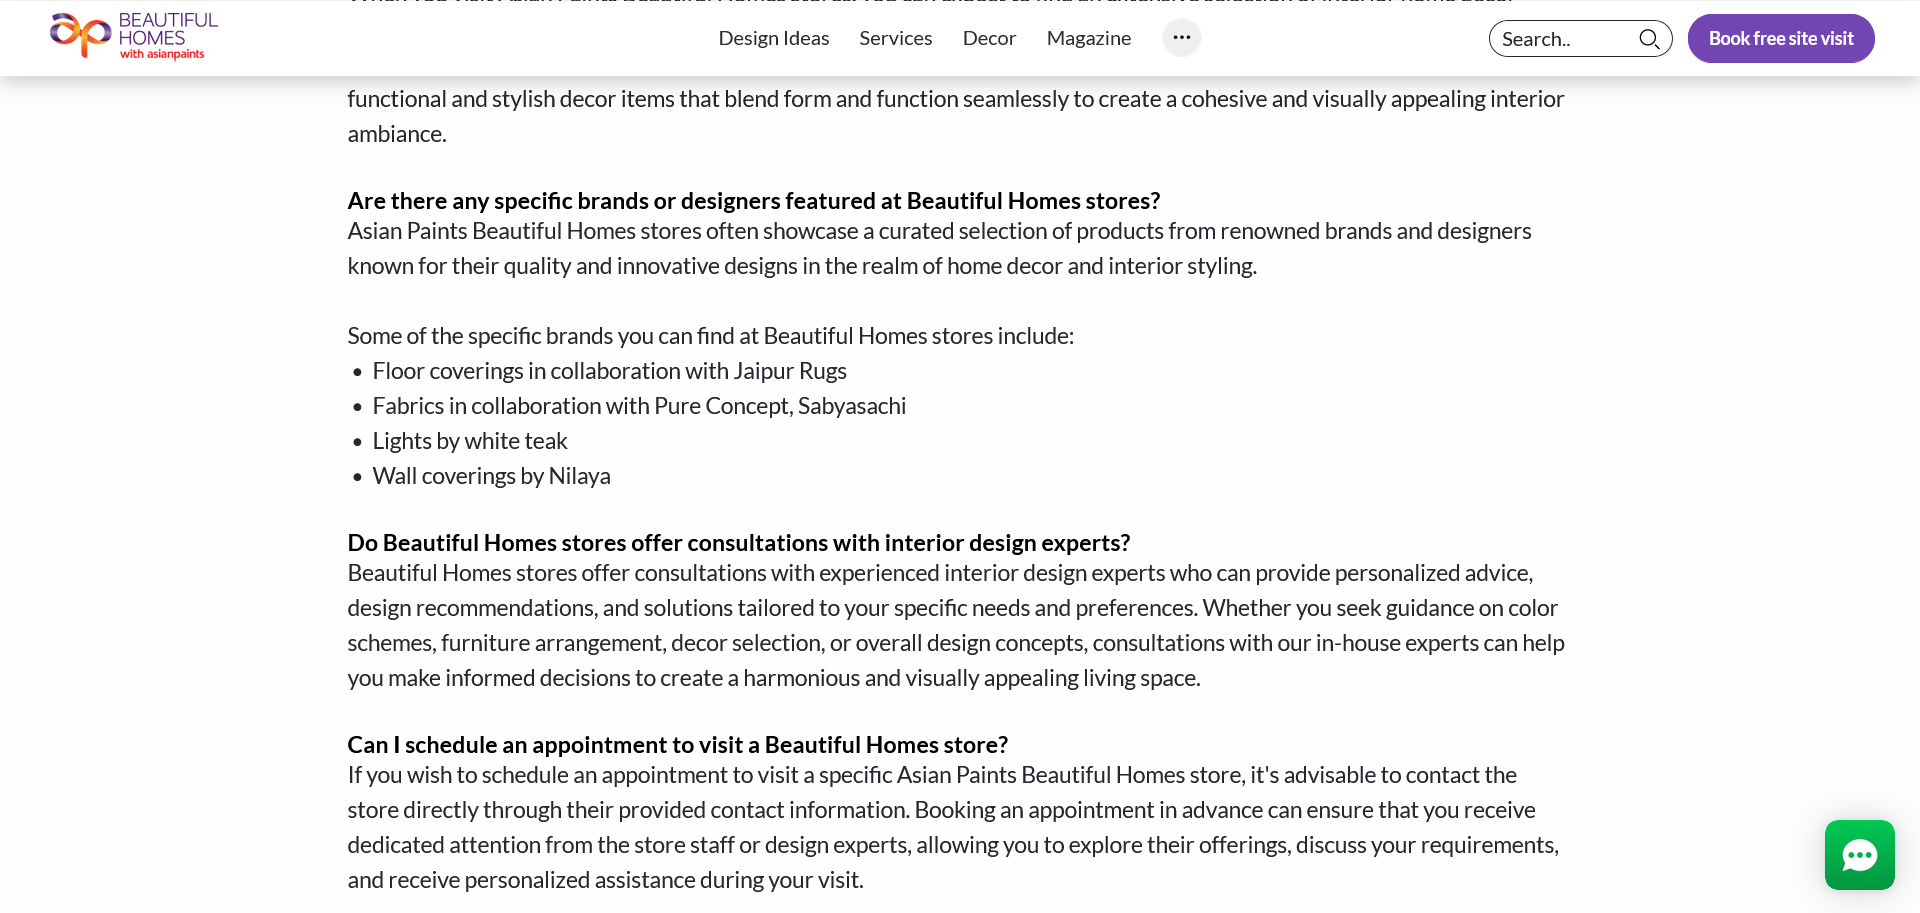 BEAUTIFUL
HOMES
with asianpaints
Design Ideas
Services
Decor
Magazine
Search..
Book free site visit
functional and stylish decor items that blend form and function seamlessly to create a cohesive and visually appealing interior
ambiance.
Are there any specific brands or designers featured at Beautiful Homes stores?
Asian Paints Beautiful Homes stores often showcase a curated selection of products from renowned brands and designers
known for their quality and innovative designs in the realm of home decor and interior styling.
Some of the specific brands you can find at Beautiful Homes stores include:
• Floor coverings in collaboration with Jaipur Rugs
• Fabrics in collaboration with Pure Concept, Sabyasachi
• Lights by white teak
• Wall coverings by Nilaya
Do Beautiful Homes stores offer consultations with interior design experts?
Beautiful Homes stores offer consultations with experienced interior design experts who can provide personalized advice,
design recommendations, and solutions tailored to your specific needs and preferences. Whether you seek guidance on color
schemes, furniture arrangement, decor selection, or overall design concepts, consultations with our in-house experts can help
you make informed decisions to create a harmonious and visually appealing living space.
Can I schedule an appointment to visit a Beautiful Homes store?
If you wish to schedule an appointment to visit a specific Asian Paints Beautiful Homes store, it's advisable to contact the
store directly through their provided contact information. Booking an appointment in advance can ensure that you receive
dedicated attention from the store staff or design experts, allowing you to explore their offerings, discuss your requirements,
and receive personalized assistance during your visit.